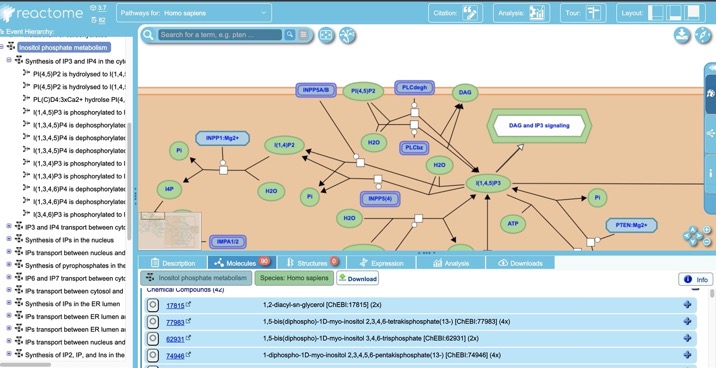 reactome
3.7
82
Pathways for: Homo sapiens
Citation:
Analysis:
Tour:
Layout:
Event Hierarchy:
Inositol phosphate metabolism
Synthesis of IP3 and IP4 in the cyt
PI(4,5)P2 is hydrolysed to I(1,4,
PI(4,5)P2 is hydrolysed to I(1,4,
PL(C)D4:3xCa2+ hydrolse PI(4,
I(1,4,5)P3 is phosphorylated to I
I(1,3,4,5)P4 is dephosphorylated
I(1,3,4,5)P4 is dephosphorylated
I(1,3,4,5)P4 is dephosphorylated
I(1,3,4)P3 is phosphorylated to I
I(1,3,4)P3 is phosphorylated to I
I(1,3,4,6)P4 is dephosphorylated
I(1,3,4,6)P4 is dephosphorylated
I(3,4,5,6)P4 is phosphorylated to
I(3,4,6)P3 is phosphorylated to I
IP3 and IP4 transport between cyto
Synthesis of IPs in the nucleus
IPs transport between nucleus and
Synthesis of pyrophosphates in the
IP6 and IP7 transport between cyto
IPs transport between cytosol and
Synthesis of IPs in the ER lumen
IPs transport between ER lumen a
IPs transport between ER lumen a
IPs transport between nucleus and
Synthesis of IP2, IP, and Ins in the
Search for a term, e.g. pten ...
INPP5A/B
PI(4,5)P2
PLCdegh
DAG
DAG and IP3 signaling
INPP1:Mg2+
I(1,4)P2
H2O
PLCbz
H2O
Pi
I4P
H2O
Pi
INPP5(4)
I(1,4,5)P3
Pi
H2O
ATP
PTEN:Mg2+
IMPA1/2
Description
Molecules 90
Structures 0
Expression
Analysis
Downloads
Inositol phosphate metabolism
Species: Homo sapiens
Download
Info
Chemical Compounds (42)
17815
1,2-diacyl-sn-glycerol [ChEBI:17815] (2x)
77983
1,5-bis(diphospho)-1D-myo-inositol 2,3,4,6-tetrakisphosphate(13-) [ChEBI:77983] (4x)
62931
1,5-bis(diphospho)-1D-myo-inositol 3,4,6-trisphosphate [ChEBI:62931] (2x)
74946
1-diphospho-1D-myo-inositol 2,3,4,5,6-pentakisphosphate(13-) [ChEBI:74946] (4x)